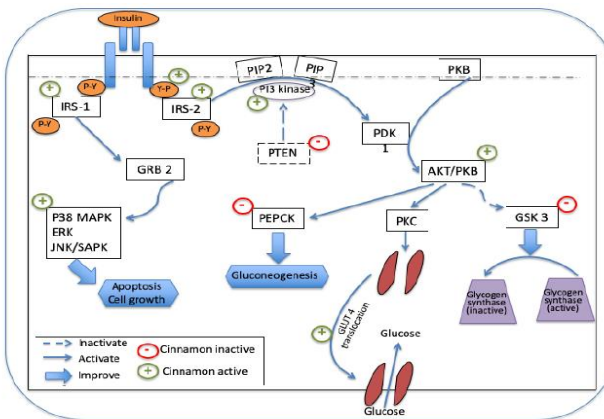 Insulin
P-Y
Y-P
IRS-1
IRS-2
P-Y
P-Y
PIP2
PIP
3
PI3 kinase
PKB
PTEN
PDK
1
GRB 2
AKT/PKB
P38 MAPK
ERK
JNK/SAPK
PEPCK
PKC
GSK 3
Apoptosis
Cell growth
Gluconeogenesis
GLUT 4
translocation
Glucose
Glucose
Glycogen
synthase
(inactive)
Glycogen
synthase
(active)
Inactivate
Activate
Improve
- Cinnamon inactive
+ Cinnamon active